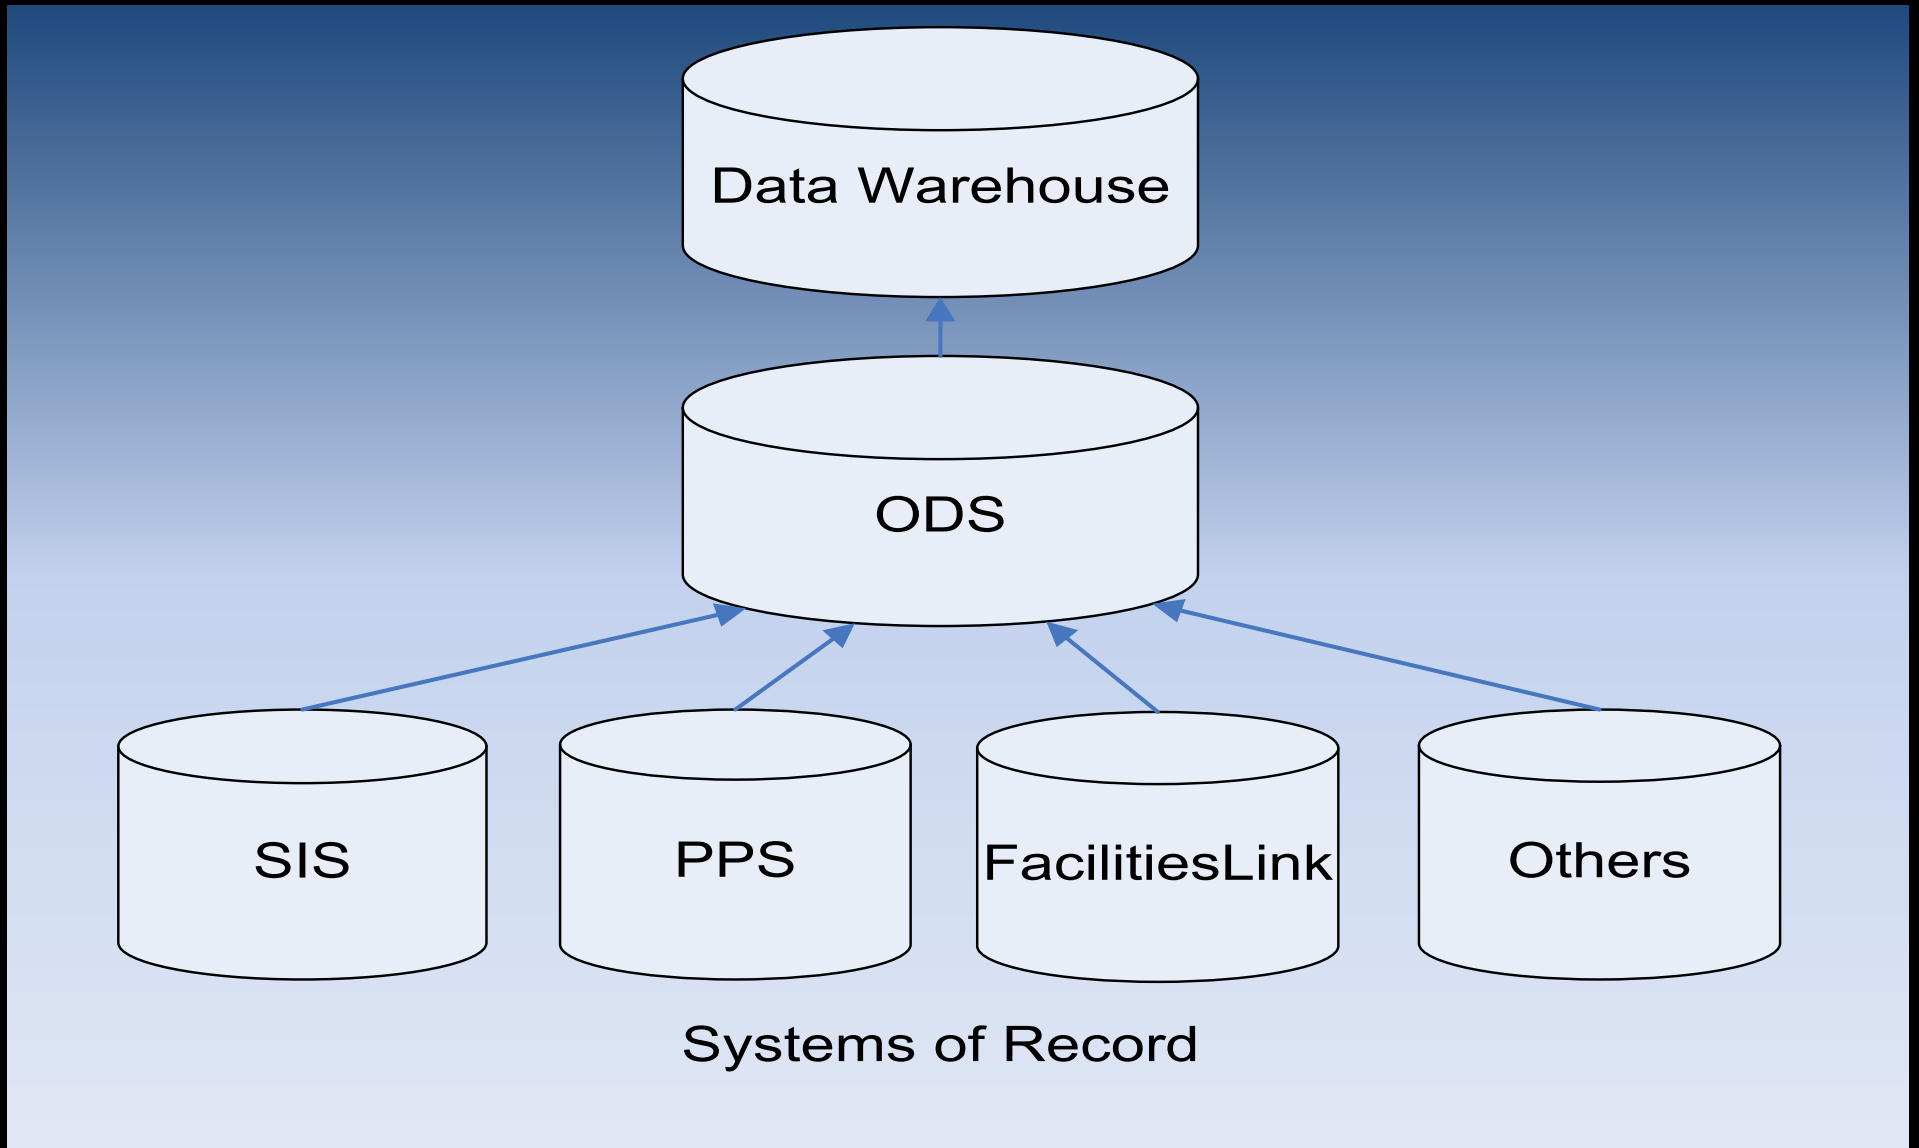 Data Warehouse
ODS
SIS
PPS
FacilitiesLink
Others
Systems of Record